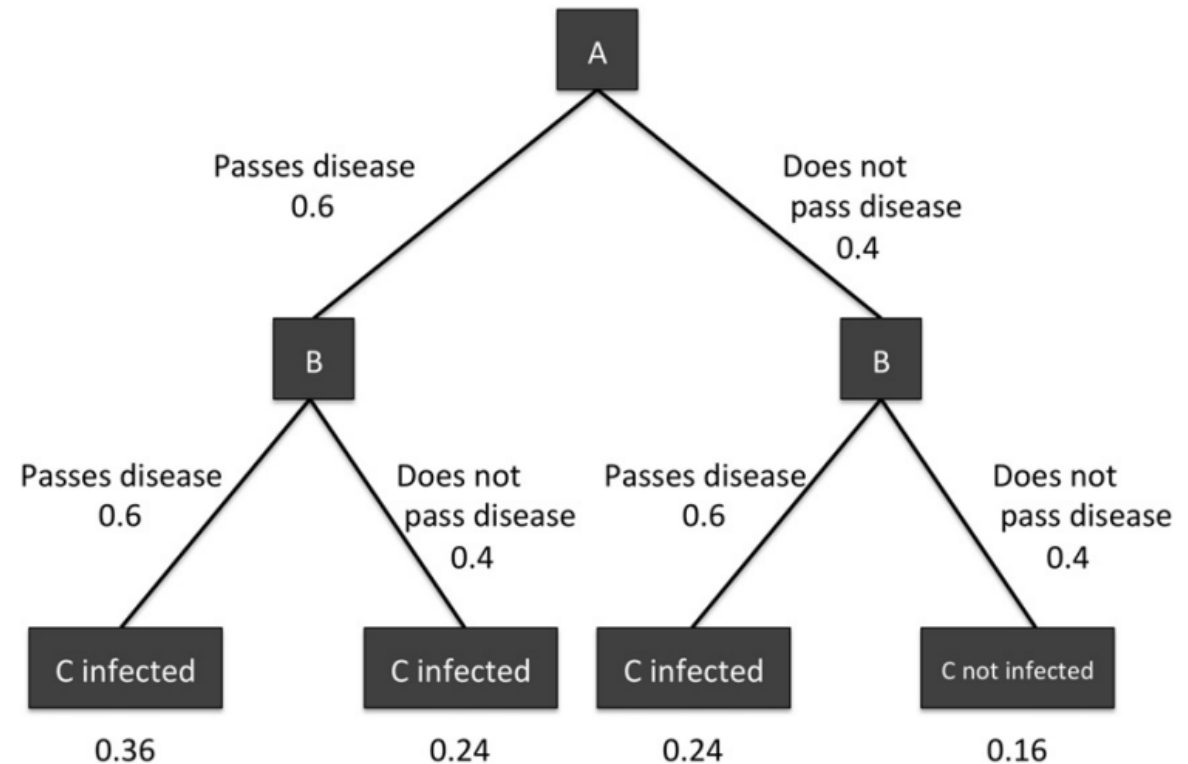 A
Passes disease
0.6
Does not
pass disease
0.4
B
B
Passes disease
0.6
Does not
pass disease
0.4
Passes disease
0.6
Does not
pass disease
0.4
C infected
C infected
C infected
C not infected
0.36
0.24
0.24
0.16